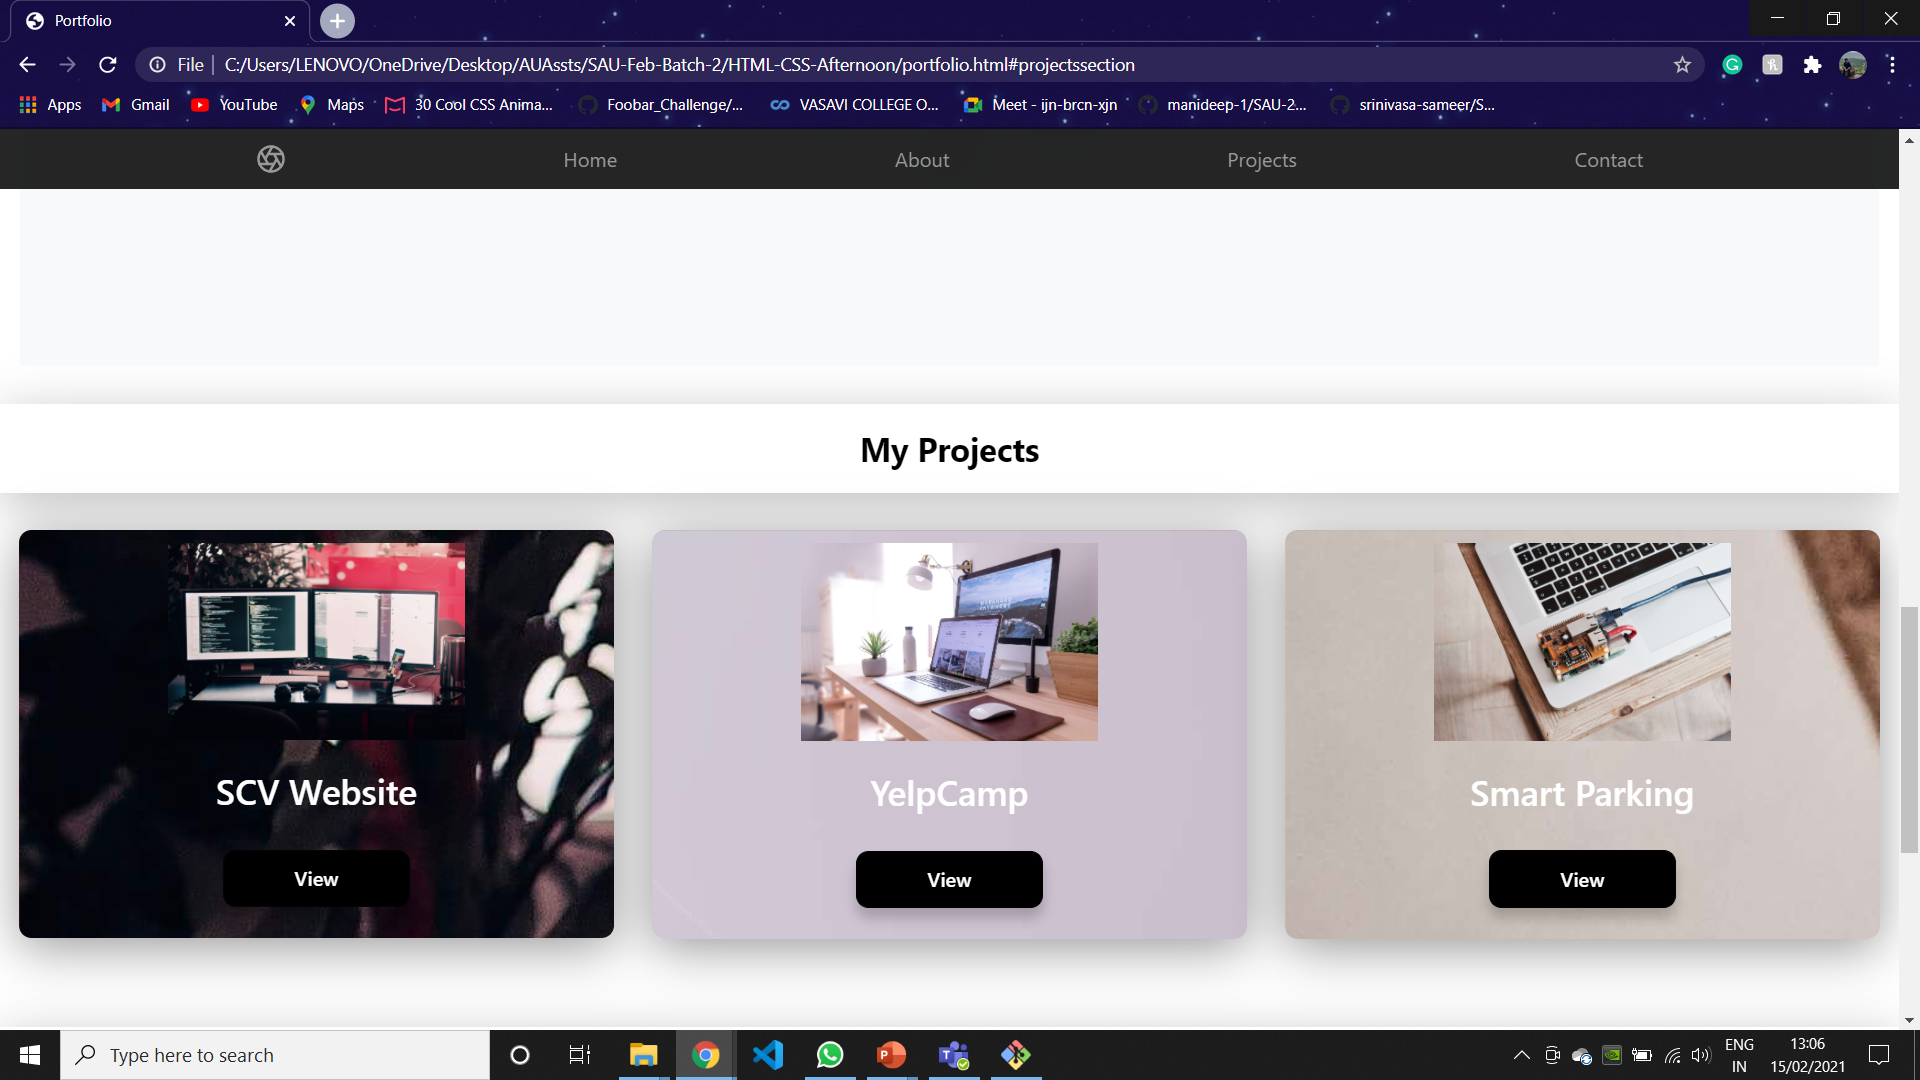 Portfolio
File
C:/Users/LENOVO/OneDrive/Desktop/AUAssts/SAU-Feb-Batch-2/HTML-CSS-Afternoon/portfolio.html#projectssection
Apps
Gmail
YouTube
Maps
30 Cool CSS Anima...
Foobar_Challenge/...
VASAVI COLLEGE O...
Meet - ijn-brcn-xjn
manideep-1/SAU-2...
srinivasa-sameer/S...
Home
About
Projects
Contact
My Projects
SCV Website
YelpCamp
Smart Parking
View
View
View
Type here to search
ENG
IN
13:06
15/02/2021